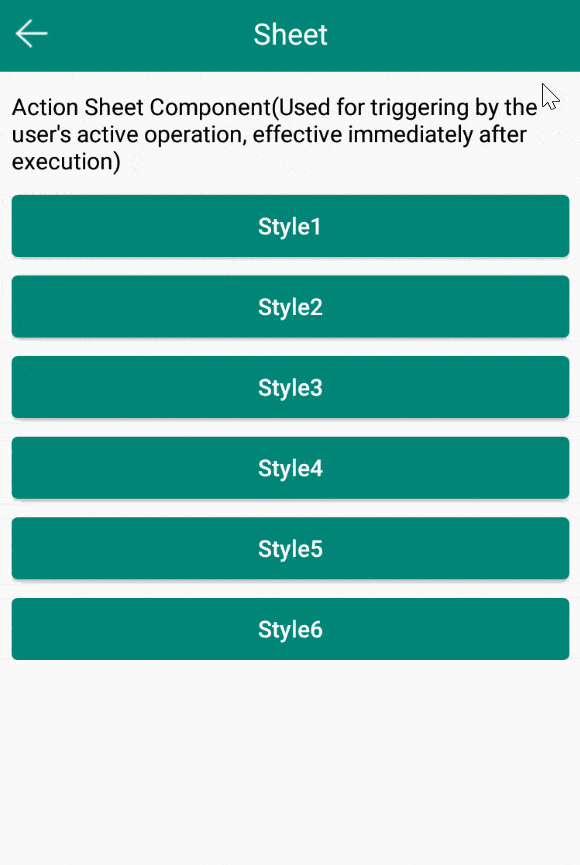 Sheet
Action Sheet Component(Used for triggering by the
user's active operation, effective immediately after
execution)
Style1
Style2
Style3
Style4
Style5
Style6